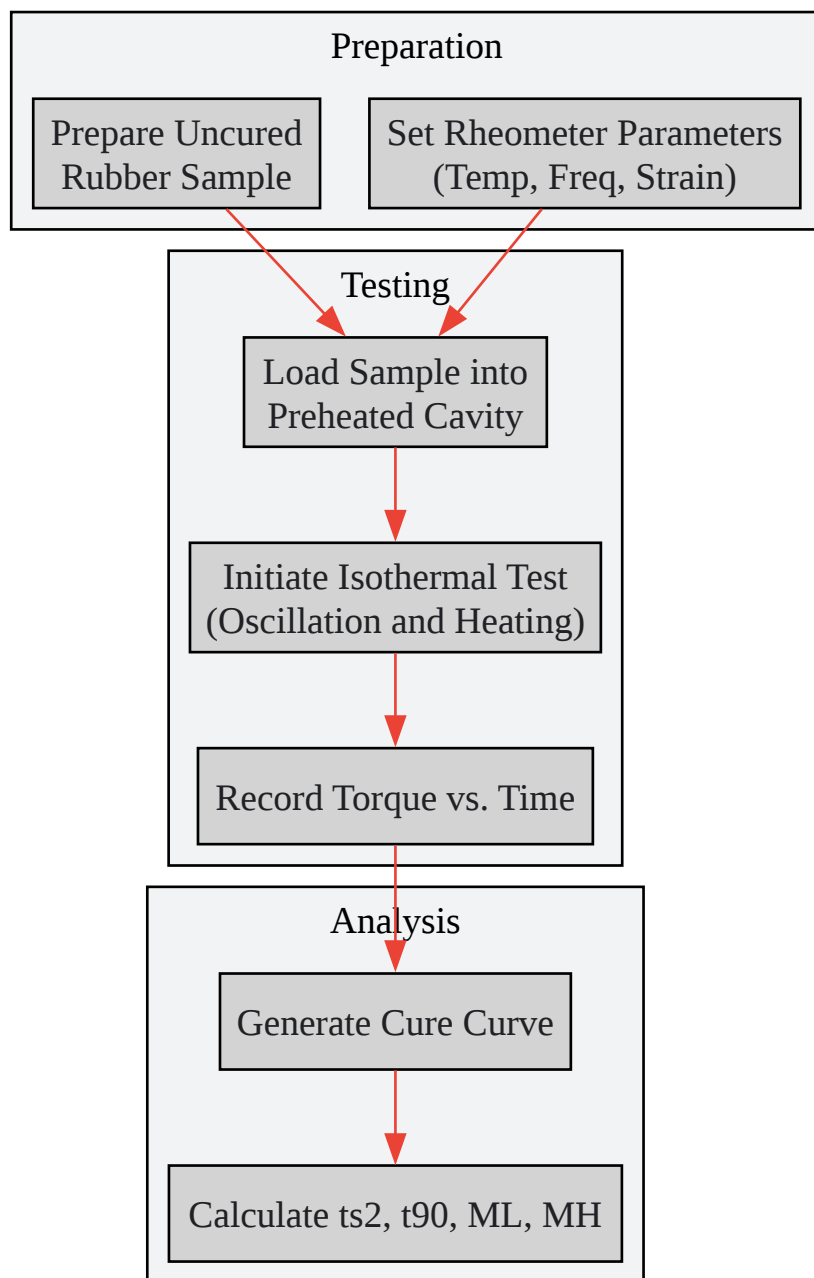 Preparation
Prepare Uncured
Rubber Sample
Set Rheometer Parameters
(Temp, Freq, Strain)
Testing
Load Sample into
Preheated Cavity
Initiate Isothermal Test
(Oscillation and Heating)
Record Torque vs. Time
Analysis
Generate Cure Curve
Calculate ts2, t90, ML, MH